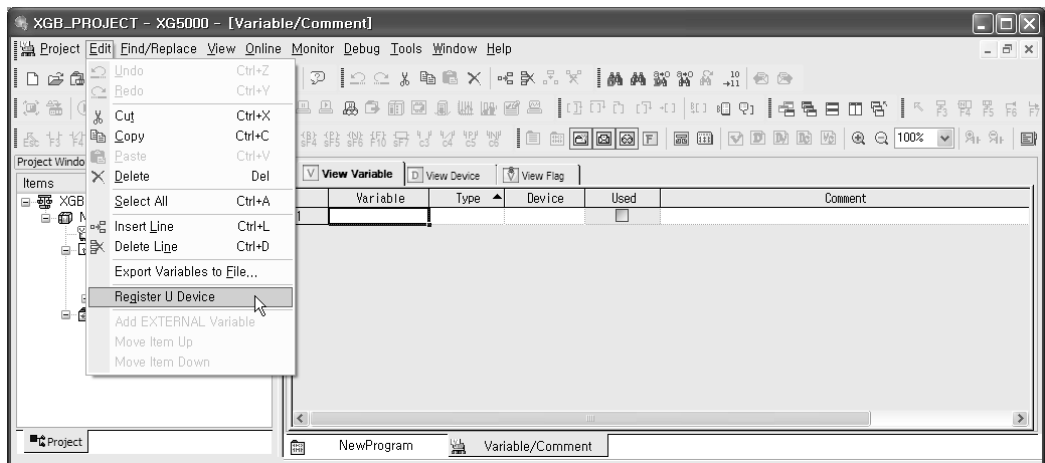 XGB_PROJECT - XG5000 - [Variable/Comment]
Project Edit Find/Replace View Online Monitor Debug Tools Window Help
Undo Ctrl+Z
Redo Ctrl+Y
Cut Ctrl+X
Copy Ctrl+C
Paste Ctrl+V
Delete Del
Select All Ctrl+A
Insert Line Ctrl+L
Delete Line Ctrl+D
Export Variables to File...
Register U Device
Add EXTERNAL Variable
Move Item Up
Move Item Down
100%
Project Windo
Items
XGB
V View Variable D View Device View Flag
Variable Type Device Used Comment
1
Project
NewProgram Variable/Comment